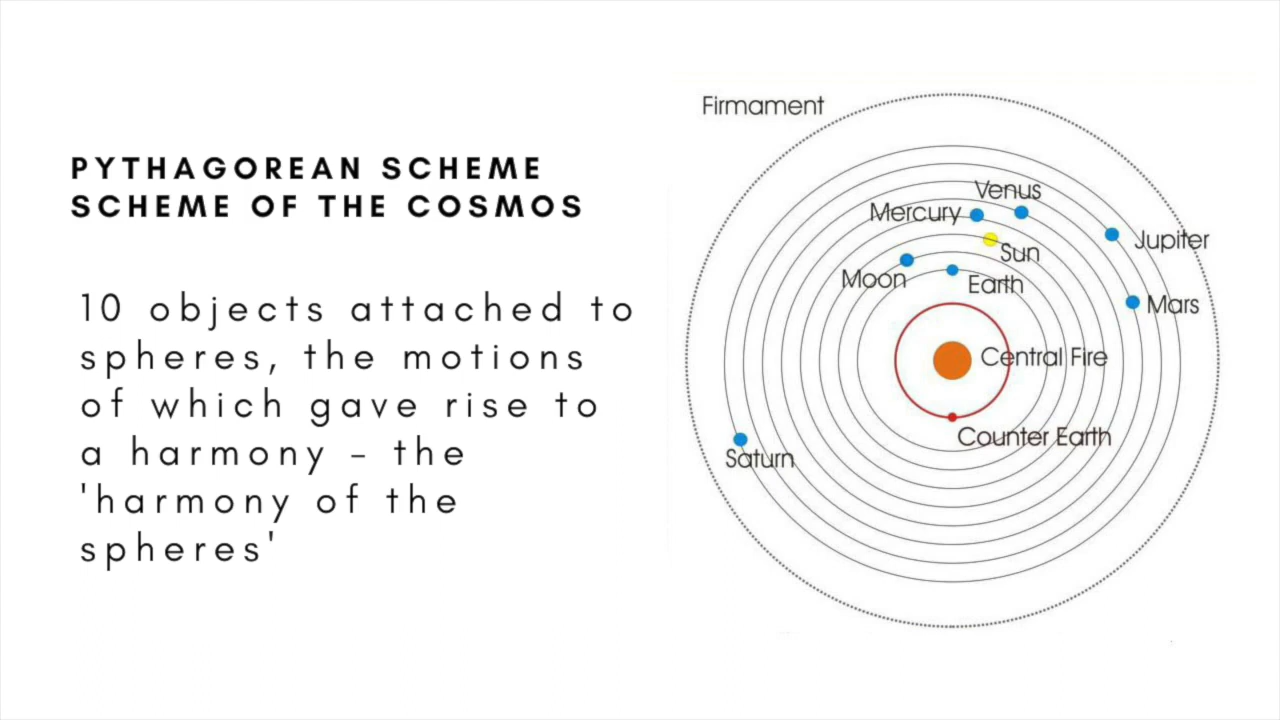 PYTHAGOREAN SCHEME
SCHEME OF THE COSMOS
10 objects attached to
spheres, the motions
of which gave rise to
a harmony - the
'harmony of the
spheres'
Firmament
Venus
Mercury
Jupiter
Sun
Moon
Earth
Mars
Central Fire
Counter Earth
Saturn